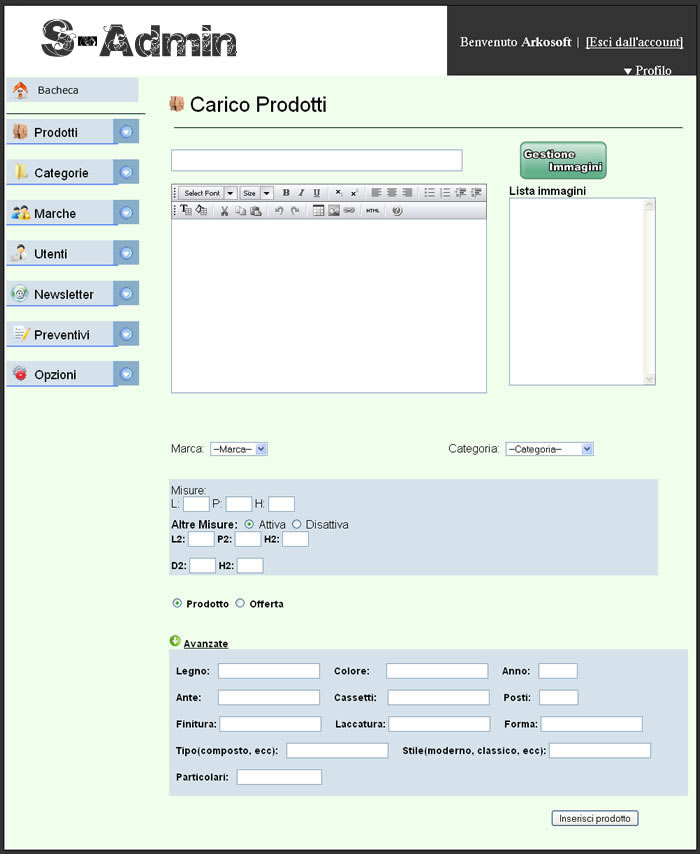 S-Admin
Benvenuto Arkosoft | [Esci dall'account]
Profilo
Bacheca
Prodotti
Categorie
Marche
Utenti
Newsletter
Preventivi
Opzioni
Carico Prodotti
Gestione
Immagini
Lista immagini
Select Font Size B I U x₂ x²
HTML
Marca: --Marca-- Categoria: --Categoria--
Misure:
L: P: H:
Altre Misure: Attiva Disattiva
L2: P2: H2:
D2: H2:
Prodotto Offerta
Avanzate
Legno: Colore: Anno:
Ante: Cassetti: Posti:
Finitura: Laccatura: Forma:
Tipo(composto, ecc): Stile(moderno, classico, ecc):
Particolari:
Inserisci prodotto